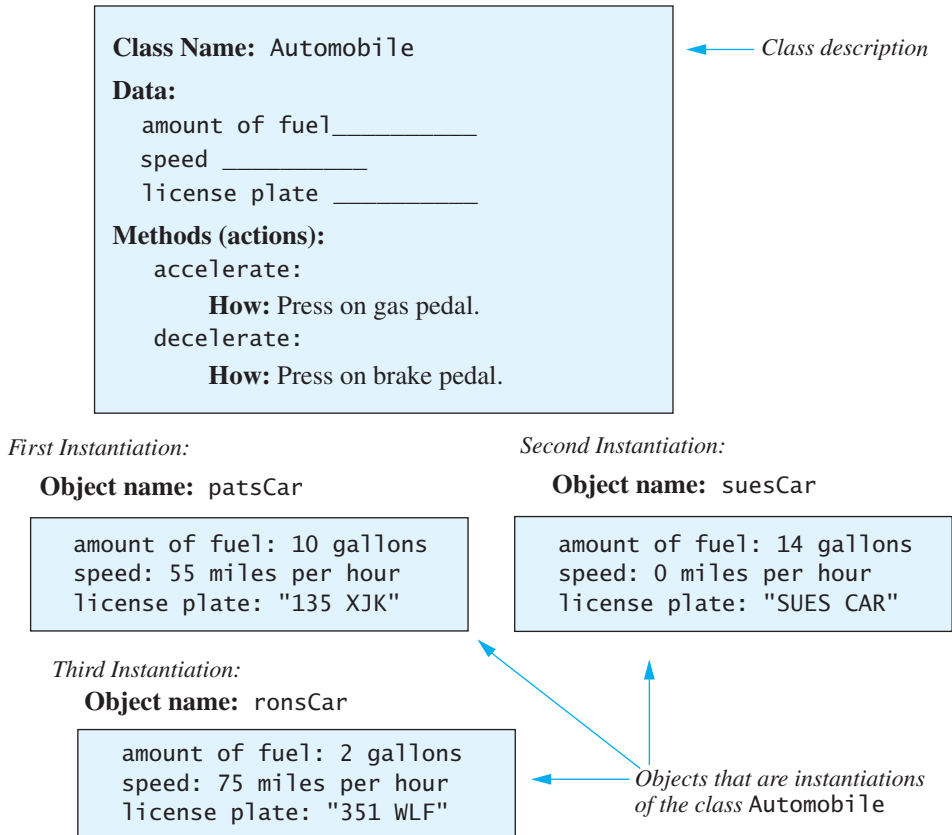 Class Name: Automobile
Class description
Data:
amount of fuel__________
speed __________
license plate __________
Methods (actions):
accelerate:
How: Press on gas pedal.
decelerate:
How: Press on brake pedal.
First Instantiation:
Object name: patsCar
amount of fuel: 10 gallons
speed: 55 miles per hour
license plate: "135 XJK"
Second Instantiation:
Object name: suesCar
amount of fuel: 14 gallons
speed: 0 miles per hour
license plate: "SUES CAR"
Third Instantiation:
Object name: ronsCar
amount of fuel: 2 gallons
speed: 75 miles per hour
license plate: "351 WLF"
Objects that are instantiations
of the class Automobile